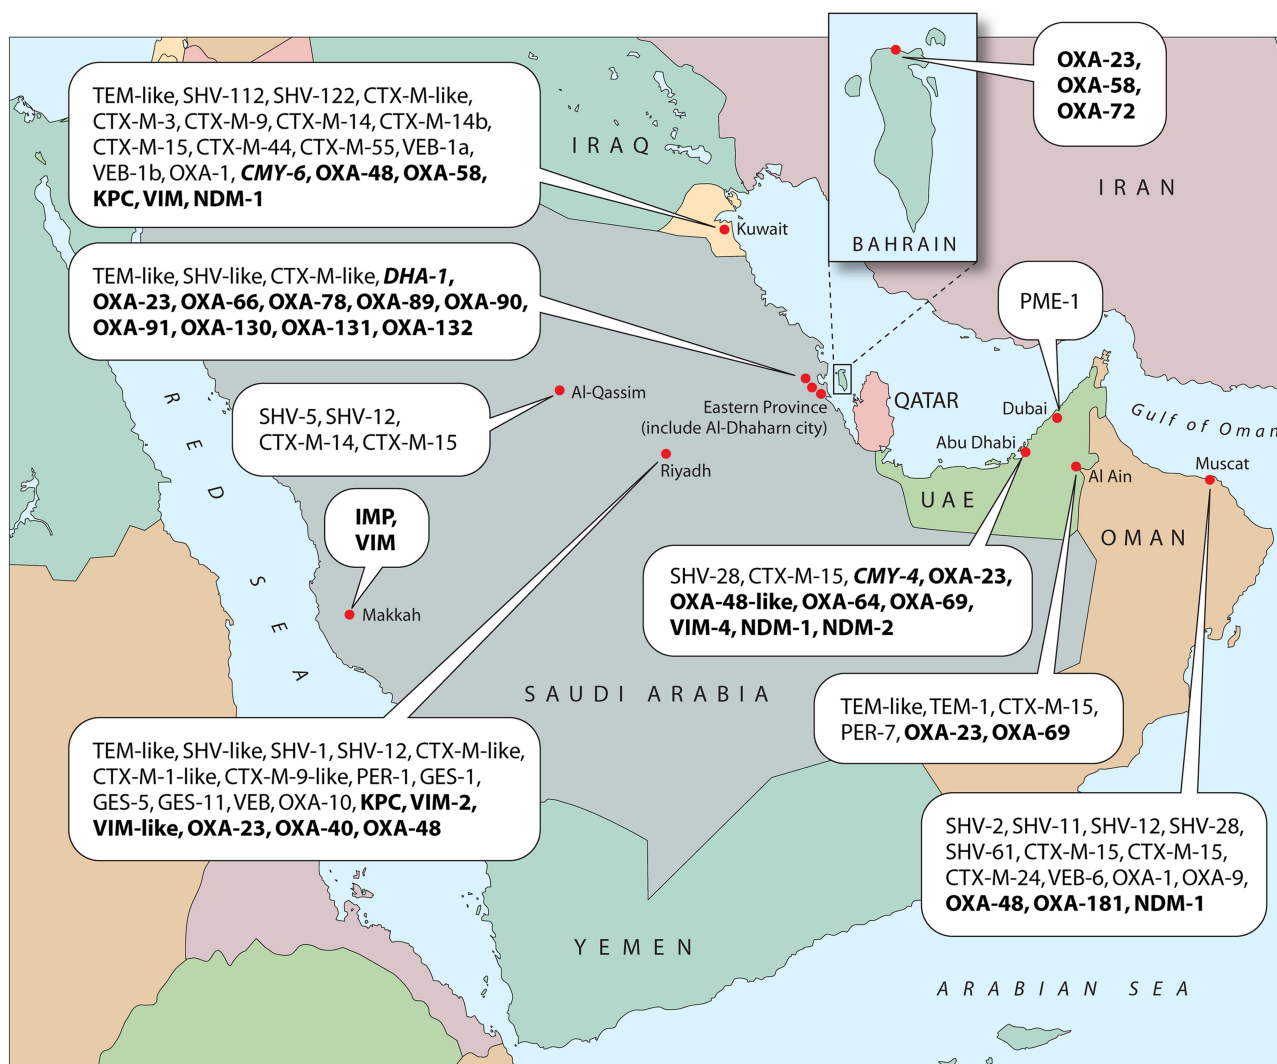 OXA-23,
OXA-58,
OXA-72
TEM-like, SHV-112, SHV-122, CTX-M-like,
CTX-M-3, CTX-M-9, CTX-M-14, CTX-M-14b,
CTX-M-15, CTX-M-44, CTX-M-55, VEB-1a,
VEB-1b, OXA-1, CMY-6, OXA-48, OXA-58,
KPC, VIM, NDM-1
IRAQ
IRAN
Kuwait
BAHRAIN
TEM-like, SHV-like, CTX-M-like, DHA-1,
OXA-23, OXA-66, OXA-78, OXA-89, OXA-90,
OXA-91, OXA-130, OXA-131, OXA-132
PME-1
SHV-5, SHV-12,
CTX-M-14, CTX-M-15
Al-Qassim
Eastern Province
(include Al-Dhaharn city)
QATAR
Dubai
Gulf of Oman
Abu Dhabi
Riyadh
Al Ain
Muscat
UAE
OMAN
RED SEA
IMP,
VIM
Makkah
SHV-28, CTX-M-15, CMY-4, OXA-23,
OXA-48-like, OXA-64, OXA-69,
VIM-4, NDM-1, NDM-2
SAUDI ARABIA
TEM-like, TEM-1, CTX-M-15,
PER-7, OXA-23, OXA-69
TEM-like, SHV-like, SHV-1, SHV-12, CTX-M-like,
CTX-M-1-like, CTX-M-9-like, PER-1, GES-1,
GES-5, GES-11, VEB, OXA-10, KPC, VIM-2,
VIM-like, OXA-23, OXA-40, OXA-48
SHV-2, SHV-11, SHV-12, SHV-28,
SHV-61, CTX-M-15, CTX-M-15,
CTX-M-24, VEB-6, OXA-1, OXA-9,
OXA-48, OXA-181, NDM-1
YEMEN
ARABIAN SEA